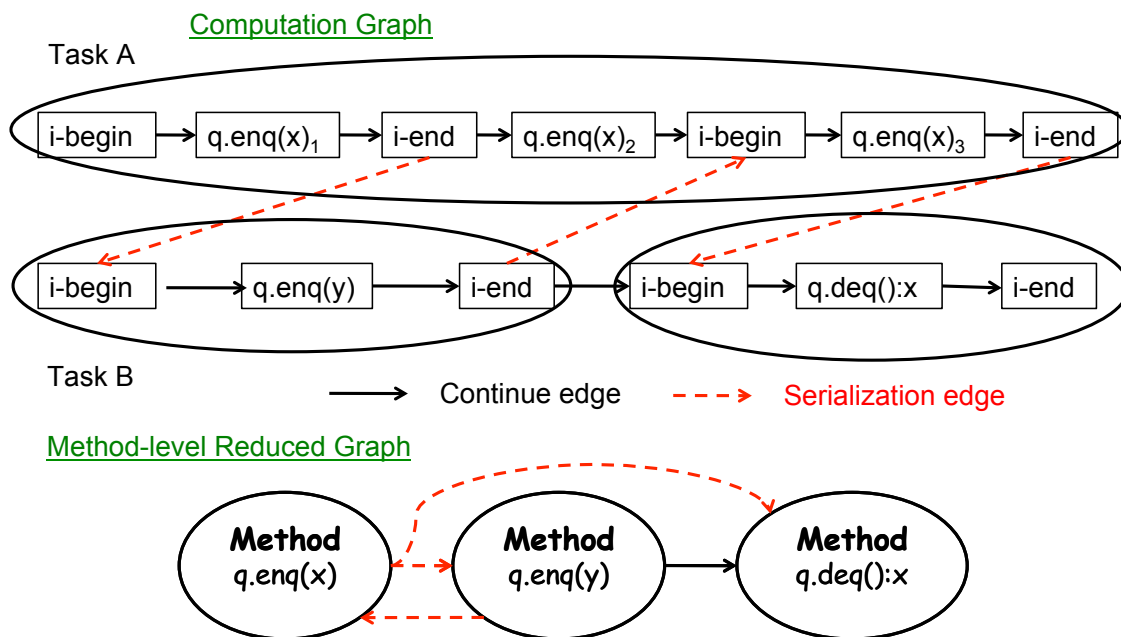 Computation Graph
Task A
i-begin q.enq(x)1 i-end q.enq(x)2 i-begin q.enq(x)3 i-end
i-begin q.enq(y) i-end i-begin q.deq():x i-end
Task B
Continue edge Serialization edge
Method-level Reduced Graph
Method Method Method
q.enq(x) q.enq(y) q.deq():x